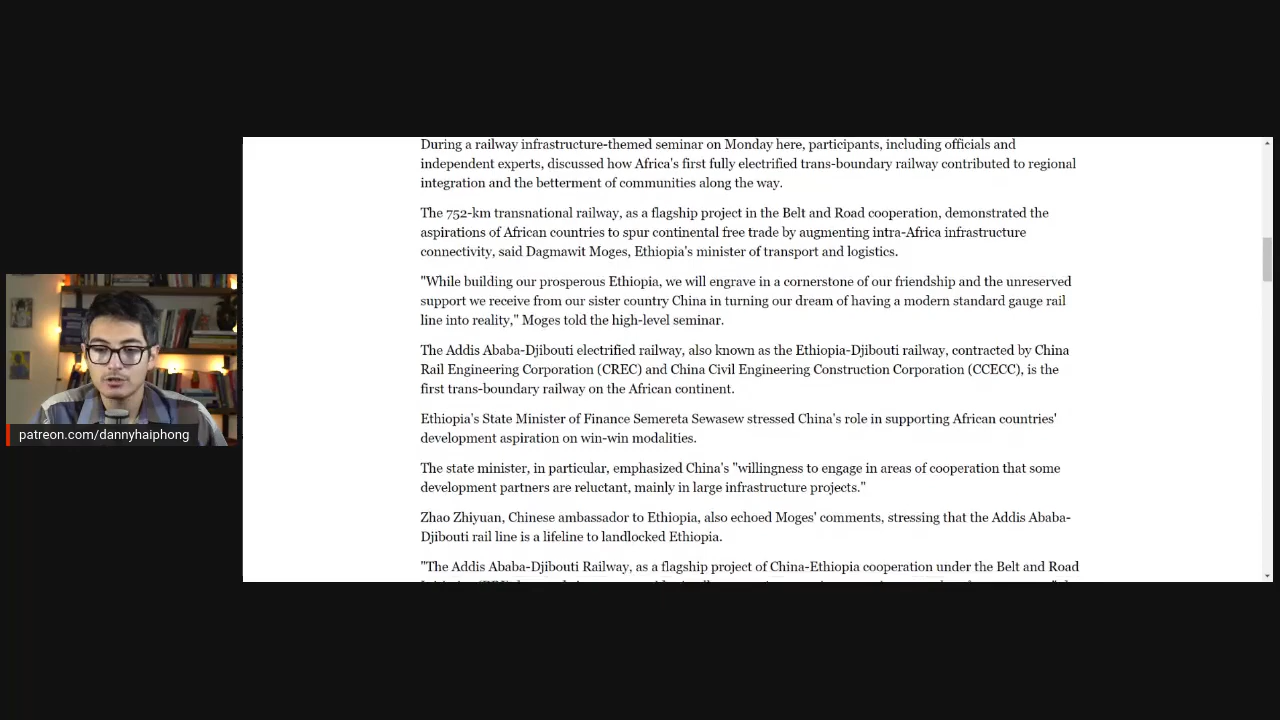 During a railway infrastructure-themed seminar on Monday here, participants, including officials and
independent experts, discussed how Africa's first fully electrified trans-boundary railway contributed to regional
integration and the betterment of communities along the way.
The 752-km transnational railway, as a flagship project in the Belt and Road cooperation, demonstrated the
aspirations of African countries to spur continental free trade by augmenting intra-Africa infrastructure
connectivity, said Dagmawit Moges, Ethiopia's minister of transport and logistics.
"While building our prosperous Ethiopia, we will engrave in a cornerstone of our friendship and the unreserved
support we receive from our sister country China in turning our dream of having a modern standard gauge rail
line into reality," Moges told the high-level seminar.
The Addis Ababa-Djibouti electrified railway, also known as the Ethiopia-Djibouti railway, contracted by China
Rail Engineering Corporation (CREC) and China Civil Engineering Construction Corporation (CCECC), is the
first trans-boundary railway on the African continent.
Ethiopia's State Minister of Finance Semereta Sewasew stressed China's role in supporting African countries'
development aspiration on win-win modalities.
The state minister, in particular, emphasized China's "willingness to engage in areas of cooperation that some
development partners are reluctant, mainly in large infrastructure projects."
Zhao Zhiyuan, Chinese ambassador to Ethiopia, also echoed Moges' comments, stressing that the Addis Ababa-
Djibouti rail line is a lifeline to landlocked Ethiopia.
"The Addis Ababa-Djibouti Railway, as a flagship project of China-Ethiopia cooperation under the Belt and Road
patreon.com/dannyhaiphong